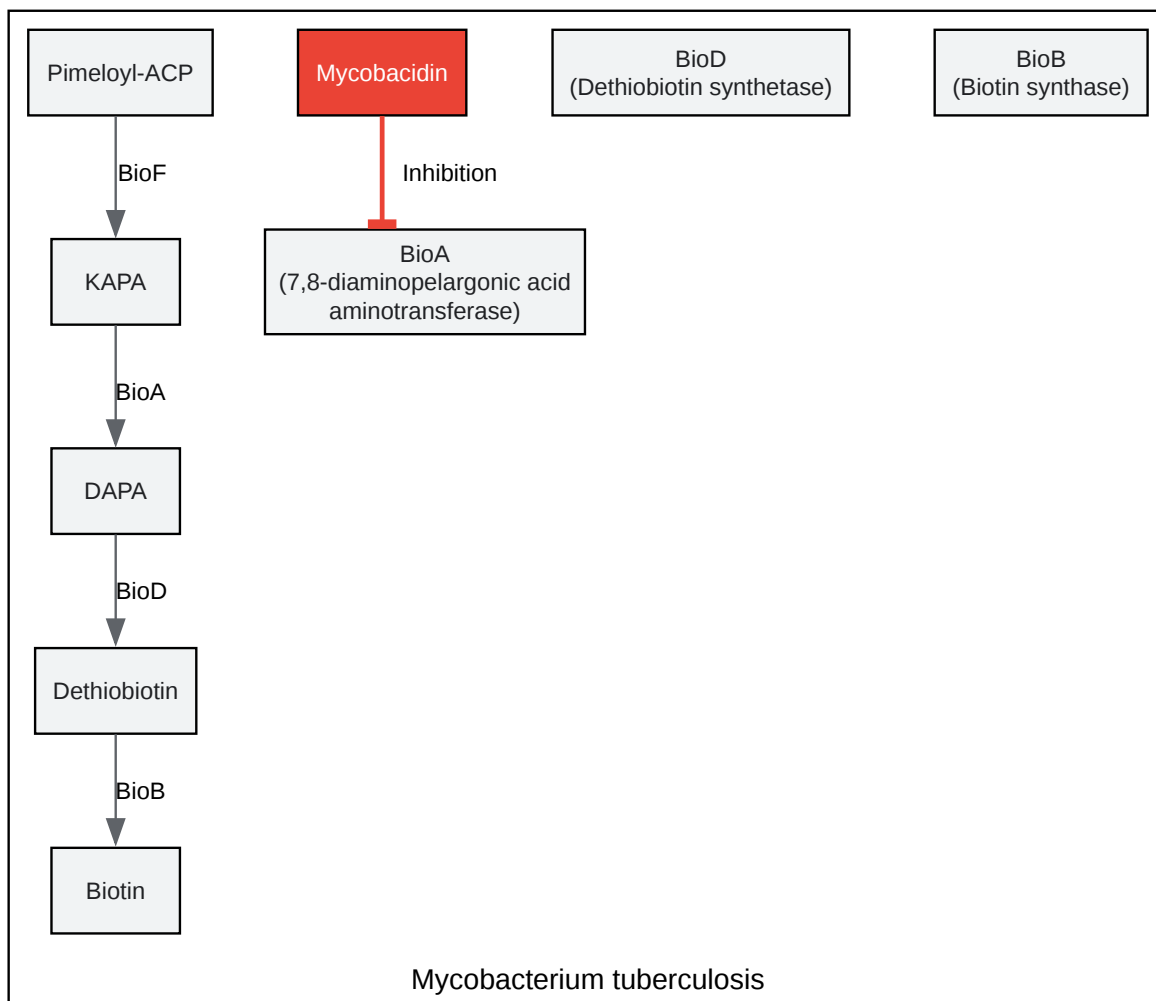 Pimeloyl-ACP
Mycobacidin
BioD
(Dethiobiotin synthetase)
BioB
(Biotin synthase)
BioF
Inhibition
KAPA
BioA
(7,8-diaminopelargonic acid
aminotransferase)
BioA
DAPA
BioD
Dethiobiotin
BioB
Biotin
Mycobacterium tuberculosis